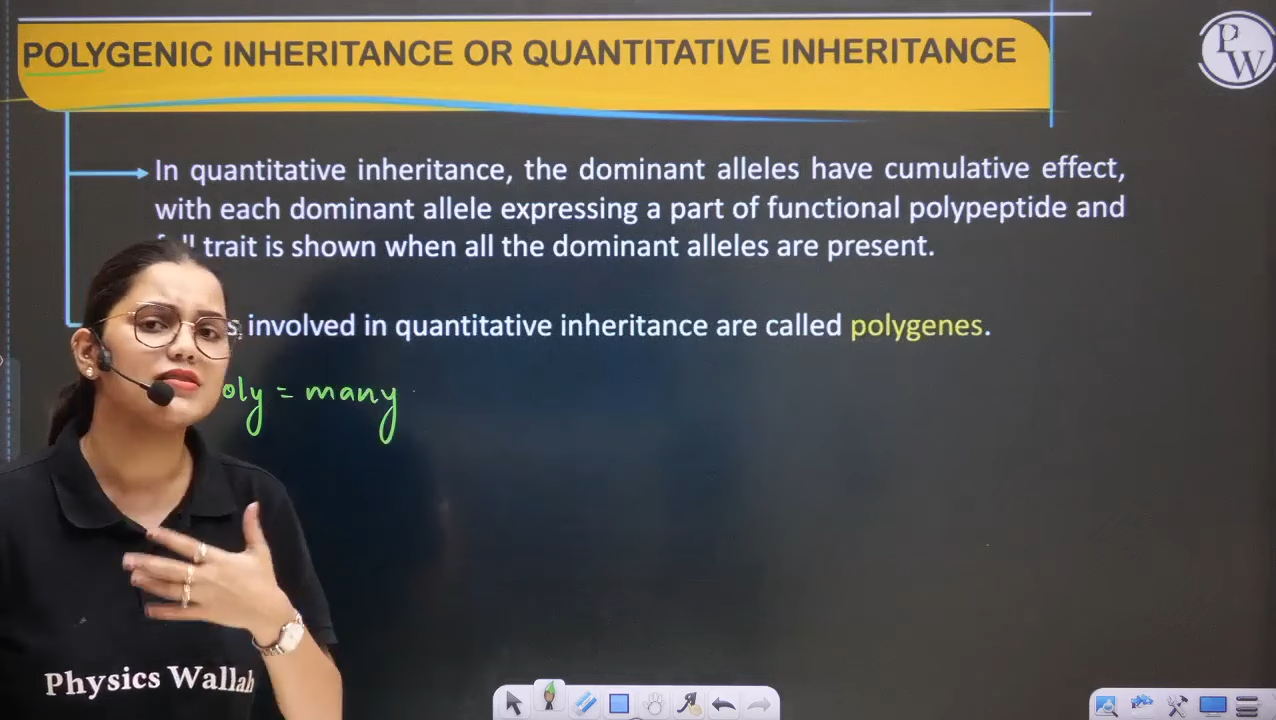 POLYGENIC INHERITANCE OR QUANTITATIVE INHERITANCE
PW
In quantitative inheritance, the dominant alleles have cumulative effect,
with each dominant allele expressing a part of functional polypeptide and
trait is shown when all the dominant alleles are present.
involved in quantitative inheritance are called polygenes.
oly = many
Physics Wallah